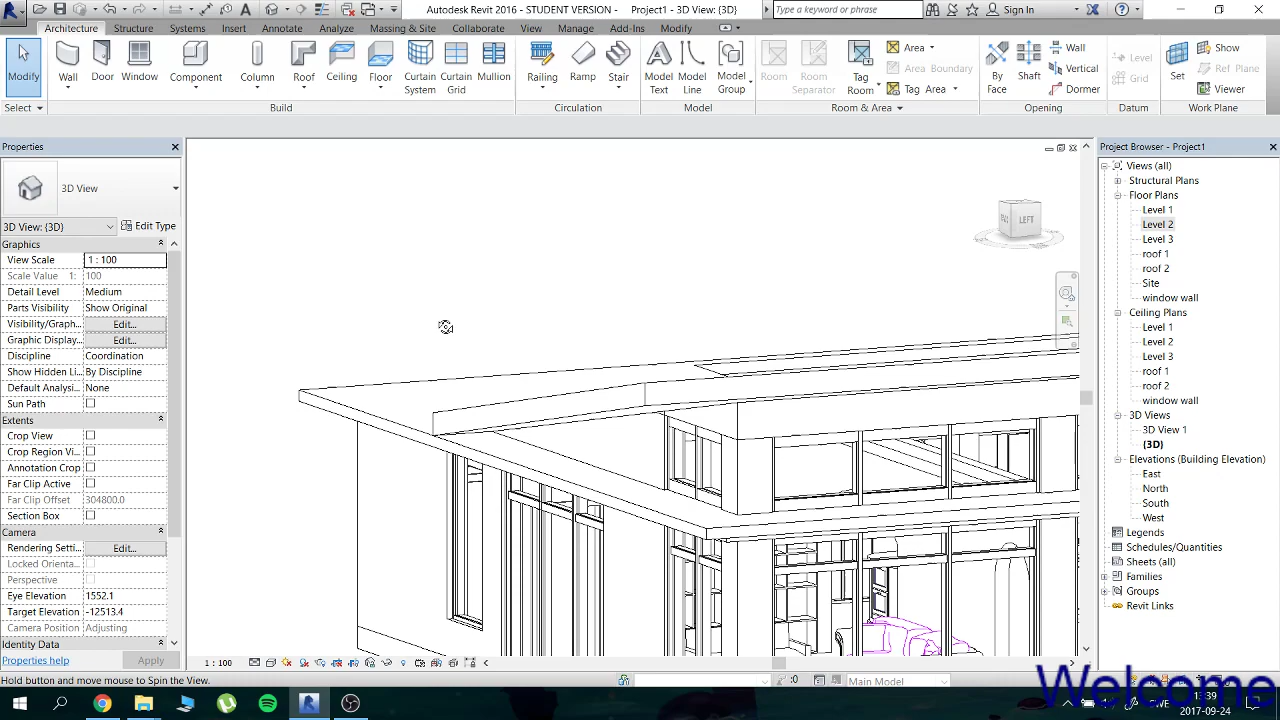 Autodesk Revit 2016 - STUDENT VERSION - Project1 - 3D View: {3D}
Type a keyword or phrase
Sign In
Architecture Structure Systems Insert Annotate Analyze Massing & Site Collaborate View Manage Add-Ins Modify
Modify Wall Door Window Component Column Roof Ceiling Floor Curtain System Curtain Grid Mullion Railing Ramp Stair Model Text Model Line Model Group Room Room Separator Tag Room
Area
Area Boundary
Tag Area
By Face Shaft
Wall
Vertical
Dormer
Level
Grid
Set
Show
Ref Plane
Viewer
Select Build Circulation Model Room & Area Opening Datum Work Plane
Properties
3D View
3D View: {3D} Edit Type
Graphics
View Scale 1 : 100
Scale Value 1: 100
Detail Level Medium
Parts Visibility Show Original
Visibility/Graph... Edit...
Graphic Display... Edit...
Discipline Coordination
Show Hidden Li... By Discipline
Default Analysi... None
Sun Path
Extents
Crop View
Crop Region Vi...
Annotation Crop
Far Clip Active
Far Clip Offset 304800.0
Section Box
Camera
Rendering Setti... Edit...
Locked Orienta...
Perspective
Eye Elevation 1552.1
Target Elevation -12513.4
Camera Position Adjusting
Identity Data
Properties help Apply
LEFT
Project Browser - Project1
Views (all)
Structural Plans
Floor Plans
Level 1
Level 2
Level 3
roof 1
roof 2
Site
window wall
Ceiling Plans
Level 1
Level 2
Level 3
roof 1
roof 2
window wall
3D Views
3D View 1
{3D}
Elevations (Building Elevation)
East
North
South
West
Legends
Schedules/Quantities
Sheets (all)
Families
Groups
Revit Links
1 : 100
Hold button and move mouse to Spin the View.
:0
Main Model
Welcome
13:39
SWE
2017-09-24